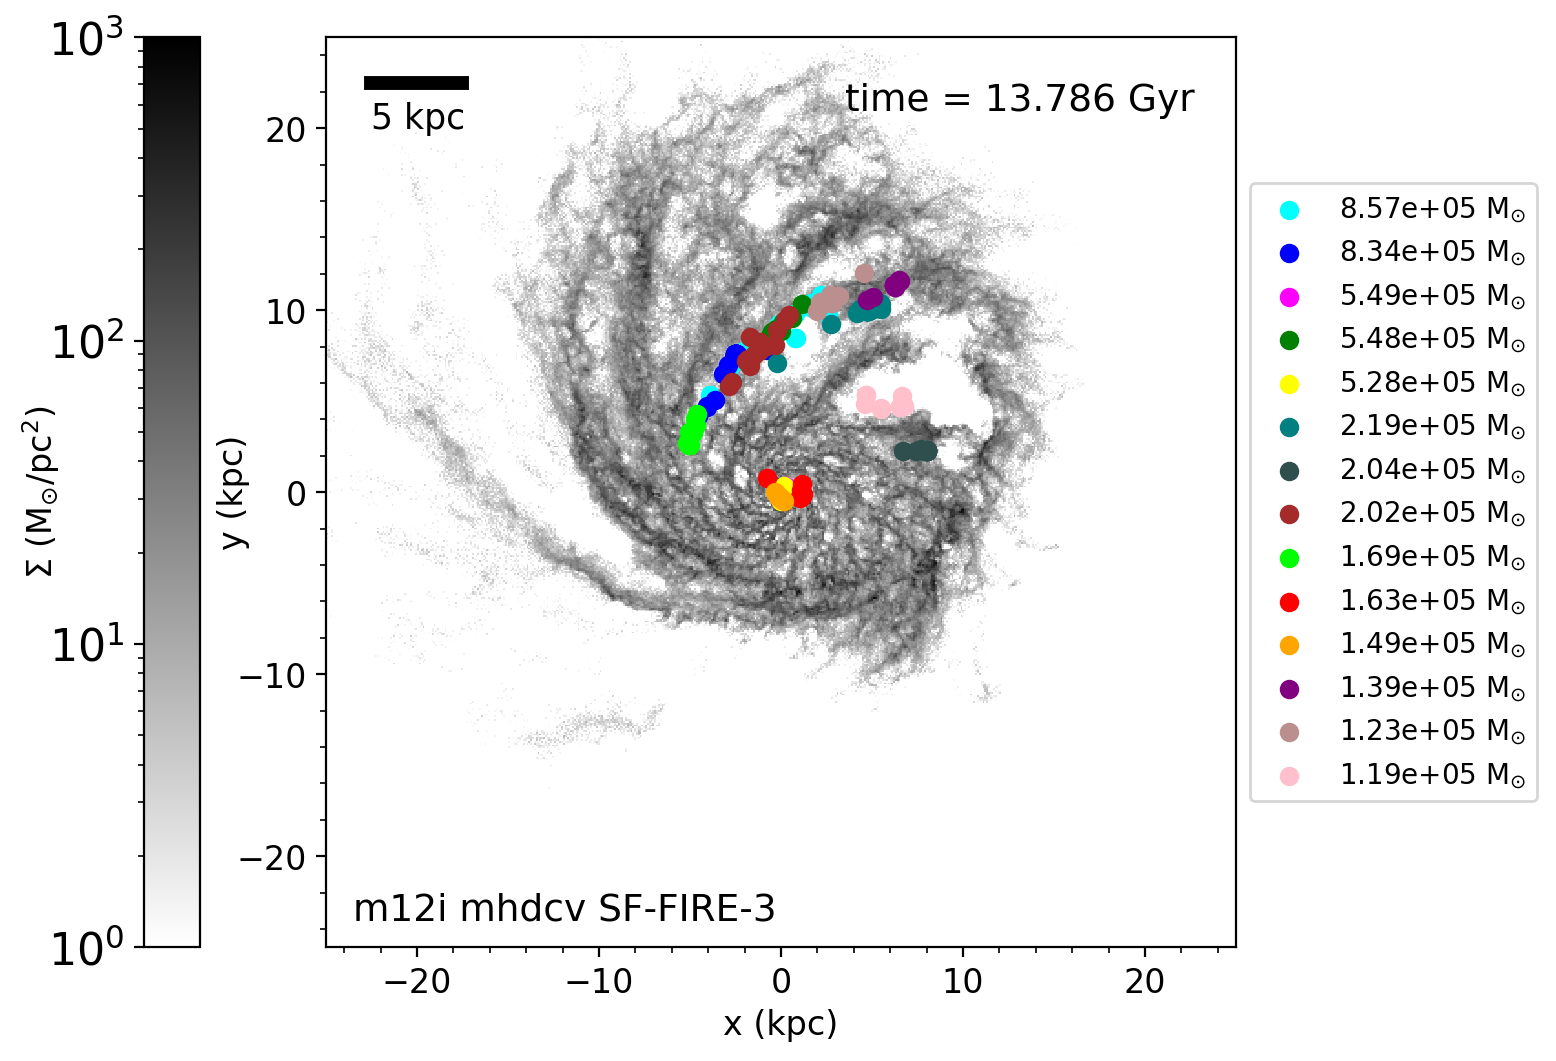 10³
10²
10¹
10⁰
Σ (M⊙/pc²)
20
10
0
−10
−20
y (kpc)
5 kpc
time = 13.786 Gyr
m12i mhdcv SF-FIRE-3
−20
−10
0
10
20
x (kpc)
8.57e+05 M⊙
8.34e+05 M⊙
5.49e+05 M⊙
5.48e+05 M⊙
5.28e+05 M⊙
2.19e+05 M⊙
2.04e+05 M⊙
2.02e+05 M⊙
1.69e+05 M⊙
1.63e+05 M⊙
1.49e+05 M⊙
1.39e+05 M⊙
1.23e+05 M⊙
1.19e+05 M⊙